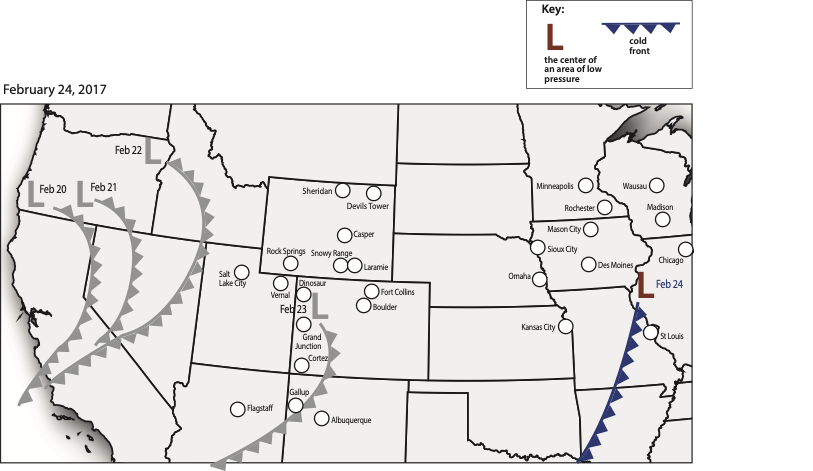 Key:
L
cold
front
the center of
an area of low
pressure
February 24, 2017
Feb 22
L
L
Feb 20
L
Feb 21
Sheridan
Devils Tower
Minneapolis
Wausau
Rochester
Madison
Casper
Mason City
Rock Springs
Snowy Range
Laramie
Sioux City
Chicago
Salt
Lake City
Des Moines
Omaha
Vernal
Dinosaur
Fort Collins
L
Feb 24
Feb 23
L
Boulder
Grand
Junction
Kansas City
St Louis
Cortez
Gallup
Flagstaff
Albuquerque